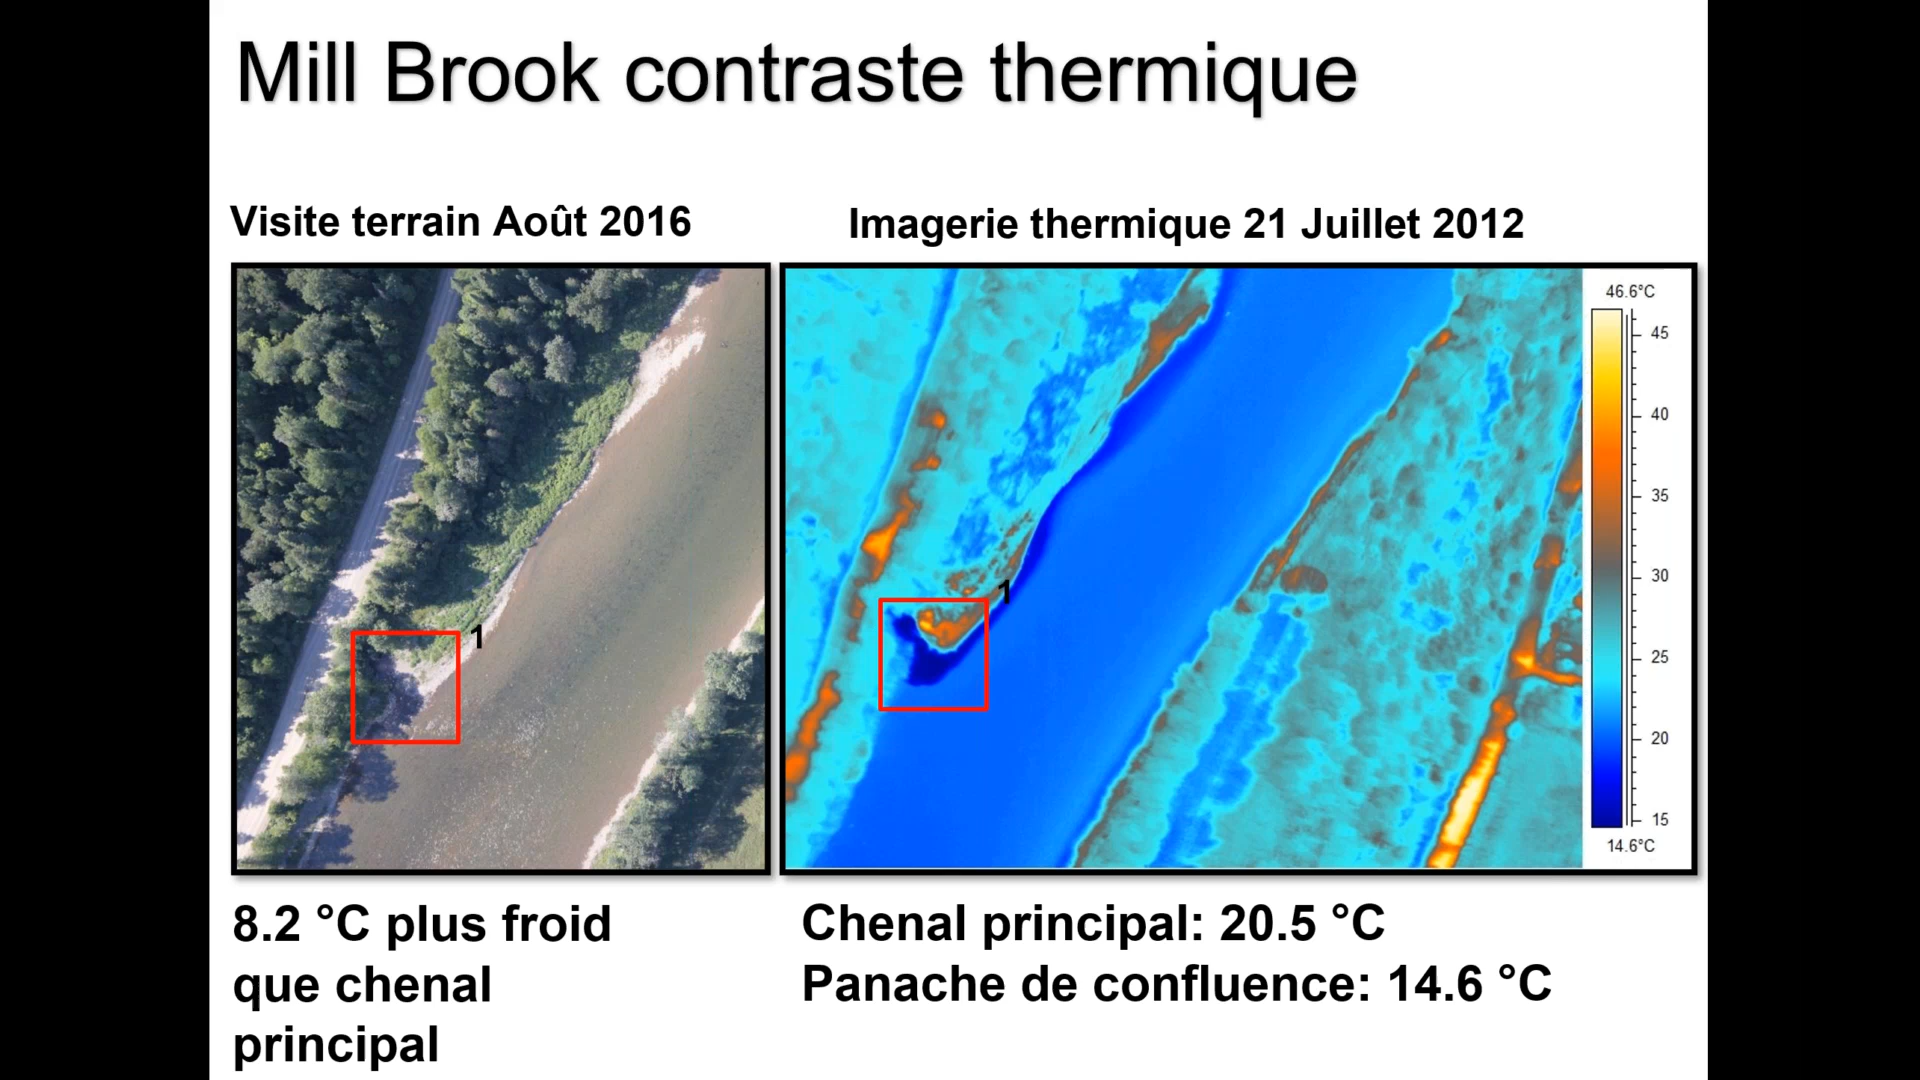 Mill Brook contraste thermique
Visite terrain Août 2016
Imagerie thermique 21 Juillet 2012
1
1
46.6°C
45
40
35
30
25
20
15
14.6°C
8.2 °C plus froid
que chenal
principal
Chenal principal: 20.5 °C
Panache de confluence: 14.6 °C